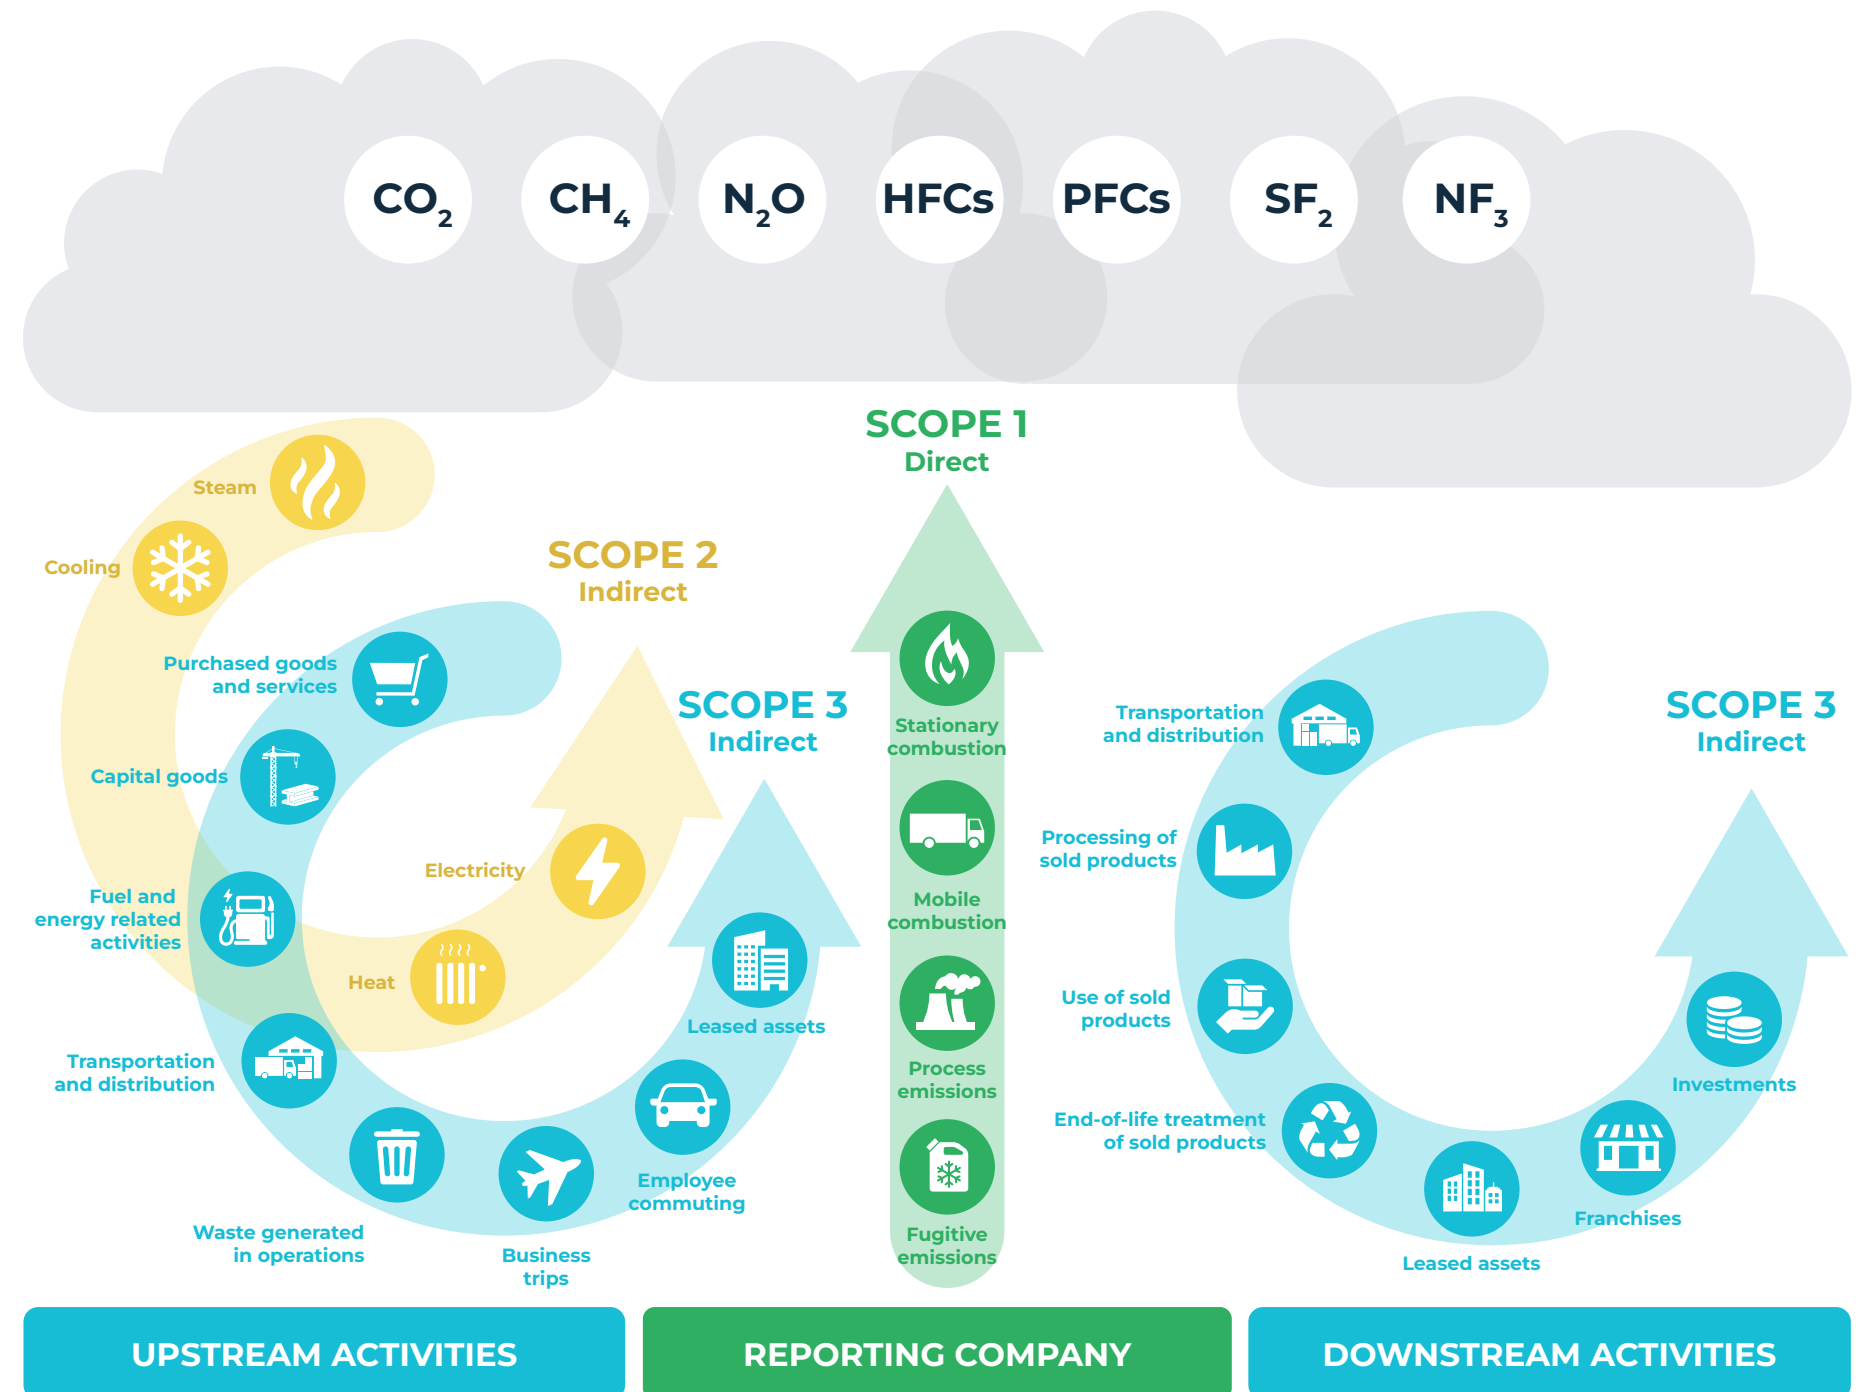 CO₂
CH₄
N₂O
HFCs
PFCs
SF₂
NF₃
SCOPE 1
Direct
Steam
Cooling
SCOPE 2
Indirect
Purchased goods
and services
Capital goods
Fuel and
energy related
activities
Electricity
Heat
Transportation
and distribution
Waste generated
in operations
Business
trips
Employee
commuting
Leased assets
SCOPE 3
Indirect
Stationary
combustion
Mobile
combustion
Process
emissions
Fugitive
emissions
Transportation
and distribution
Processing of
sold products
Use of sold
products
End-of-life treatment
of sold products
Leased assets
Franchises
Investments
SCOPE 3
Indirect
UPSTREAM ACTIVITIES
REPORTING COMPANY
DOWNSTREAM ACTIVITIES